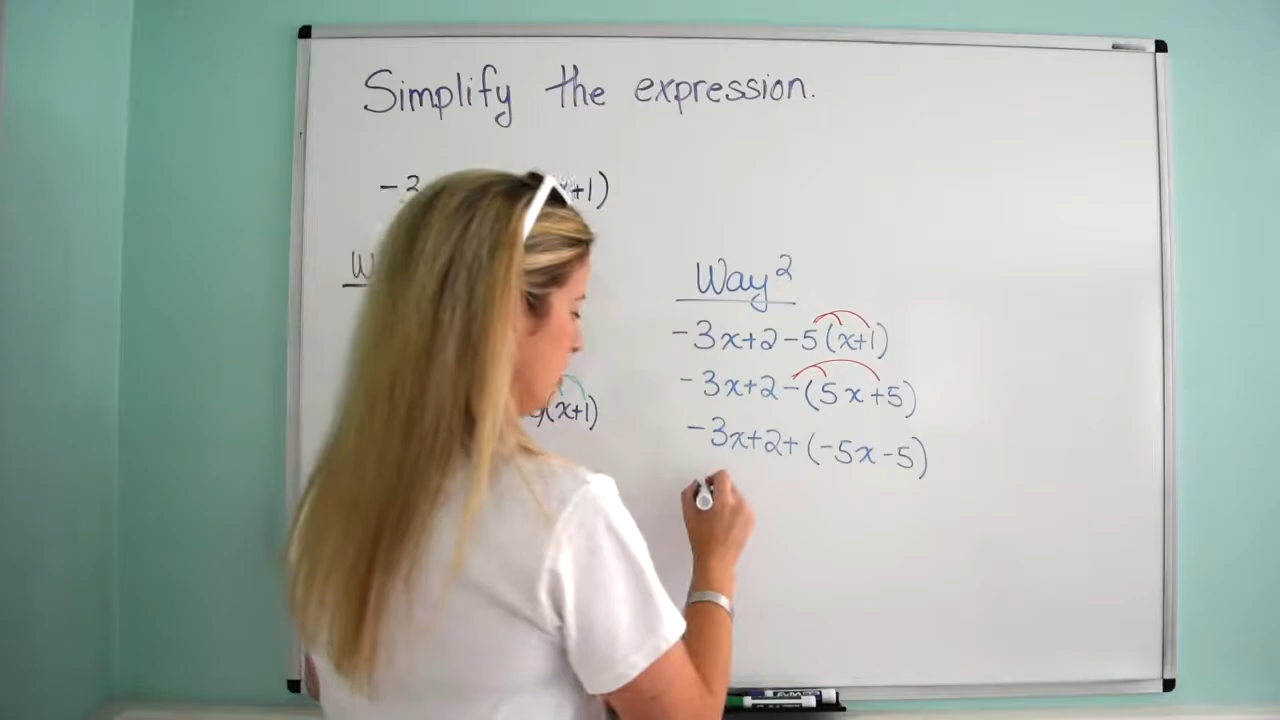 Simplify the expression.
-3 x+1)
W
(x+1)
Way 2
-3x+2-5(x+1)
-3x+2-(5x+5)
-3x+2+(-5x-5)
EXPO